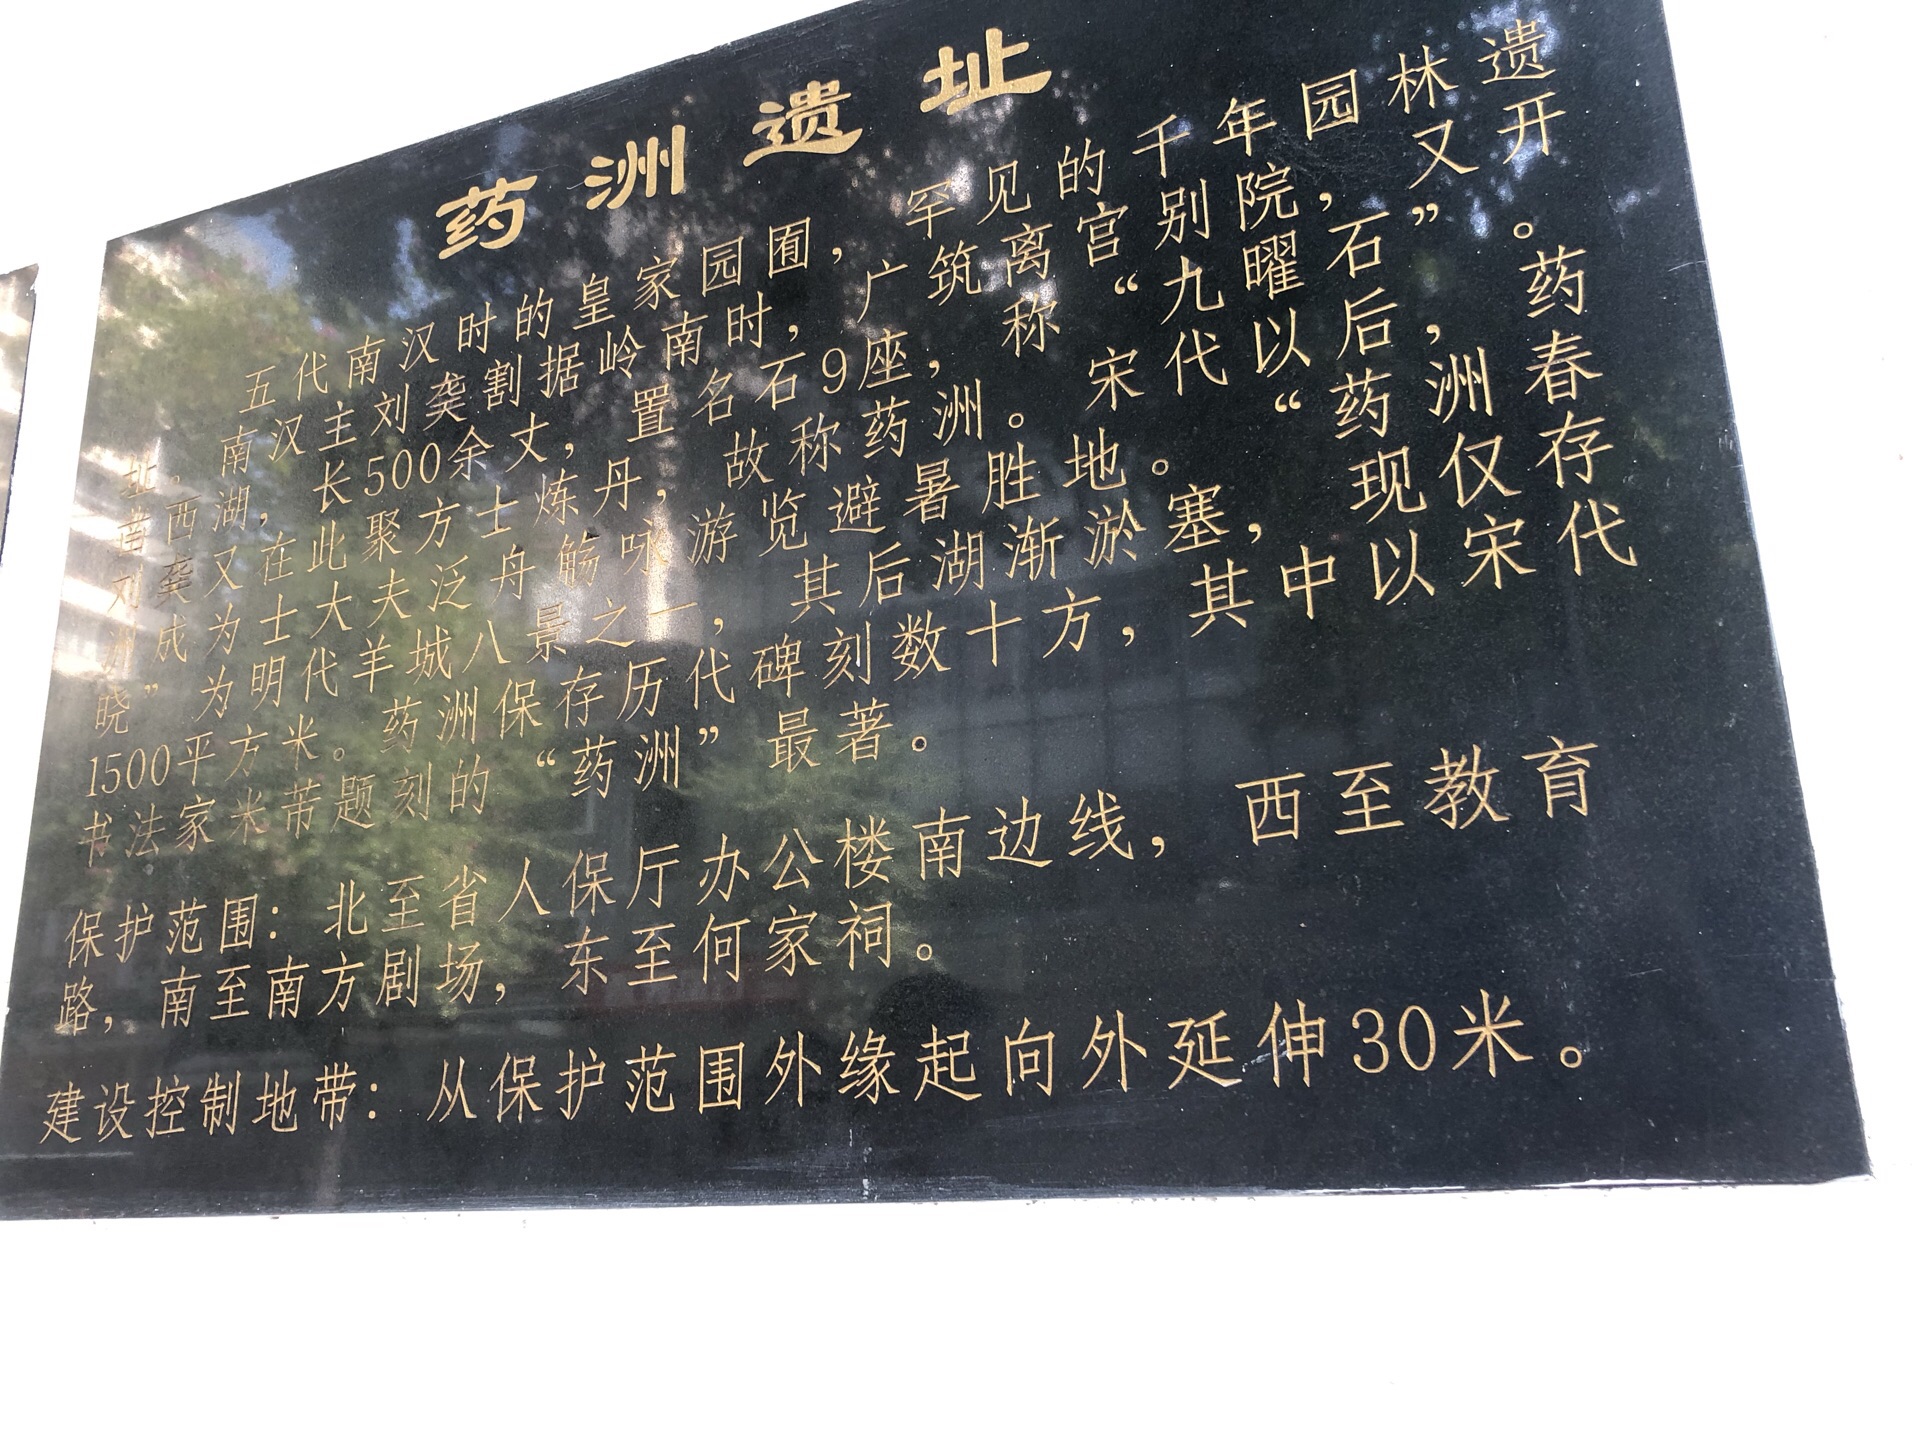 药洲遗址
五代南汉时的皇家园囿，罕见的千年园林遗
址。南汉主刘䶮割据岭南时，广筑离宫别院，又开
凿西湖，长500余丈，置名石9座，称“九曜石”。
刘䶮又在此聚方士炼丹，故称药洲。宋代以后，药
洲成为士大夫泛舟觞咏游览避暑胜地。“药洲春
晓”为明代羊城八景之一，其后湖渐淤塞，现仅存
1500平方米。药洲保存历代碑刻数十方，其中以宋代
书法家米芾题刻的“药洲”最著。
保护范围：北至省人保厅办公楼南边线，西至教育
路，南至南方剧场，东至何家祠。
建设控制地带：从保护范围外缘起向外延伸30米。